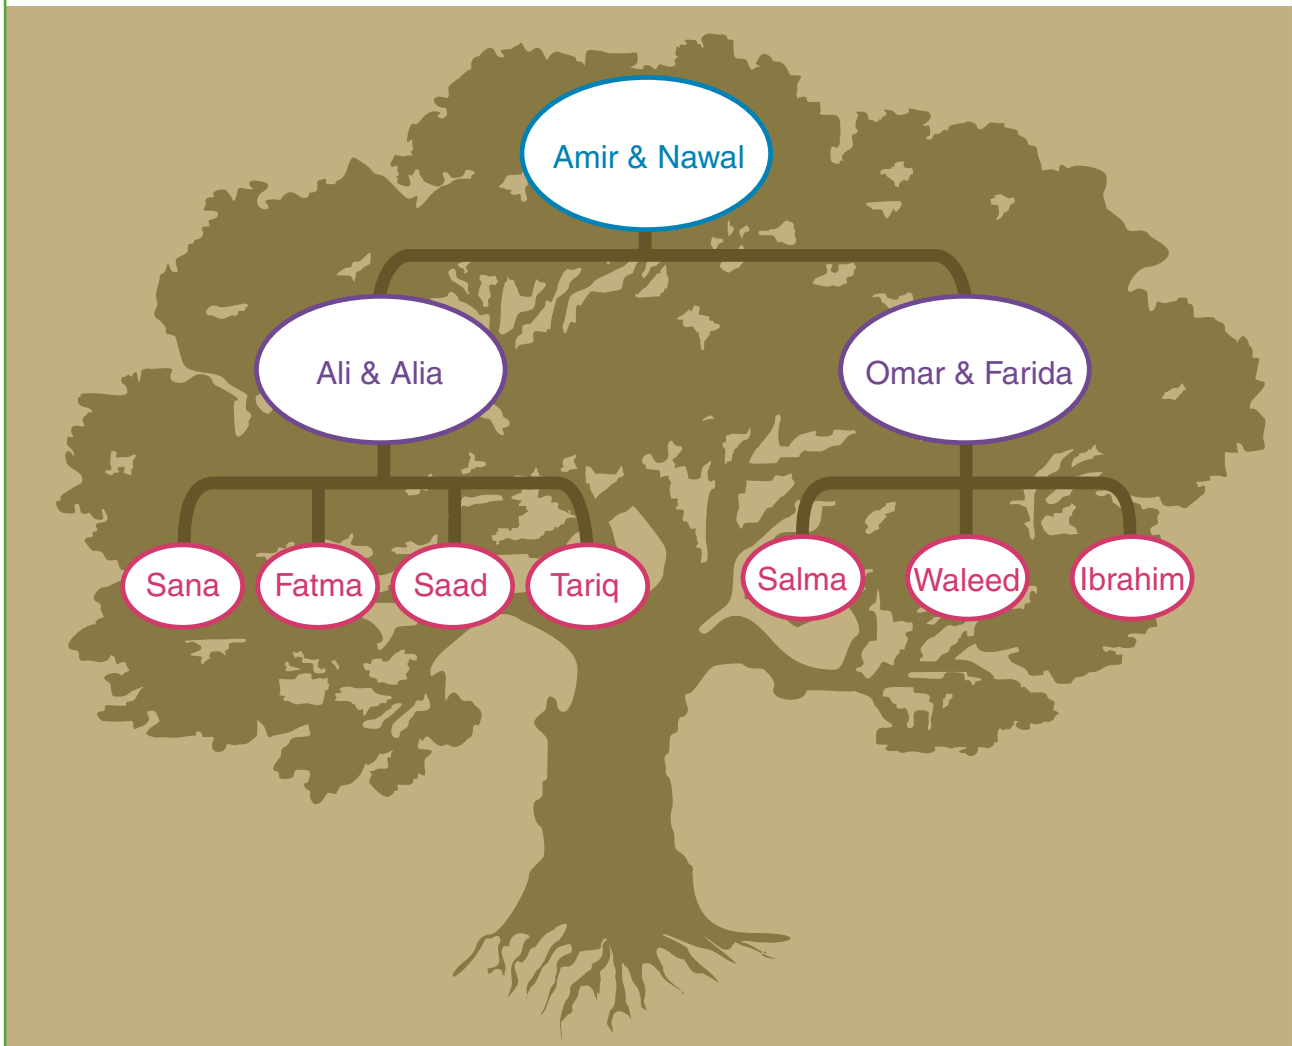 Amir & Nawal
Ali & Alia
Omar & Farida
Sana
Fatma
Saad
Tariq
Salma
Waleed
Ibrahim